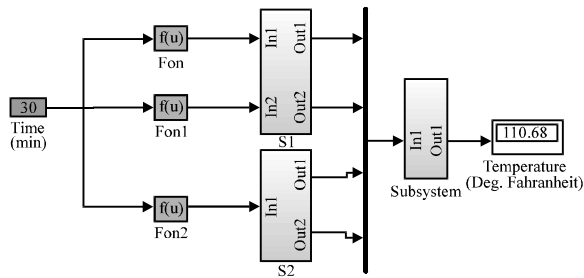 f(u)
Fon
In1
Out1
30
Time
(min)
f(u)
Fon1
In2
Out2
S1
In1
Out1
Subsystem
110.68
Temperature
(Deg. Fahranheit)
f(u)
Fon2
In1
Out1
Out2
S2